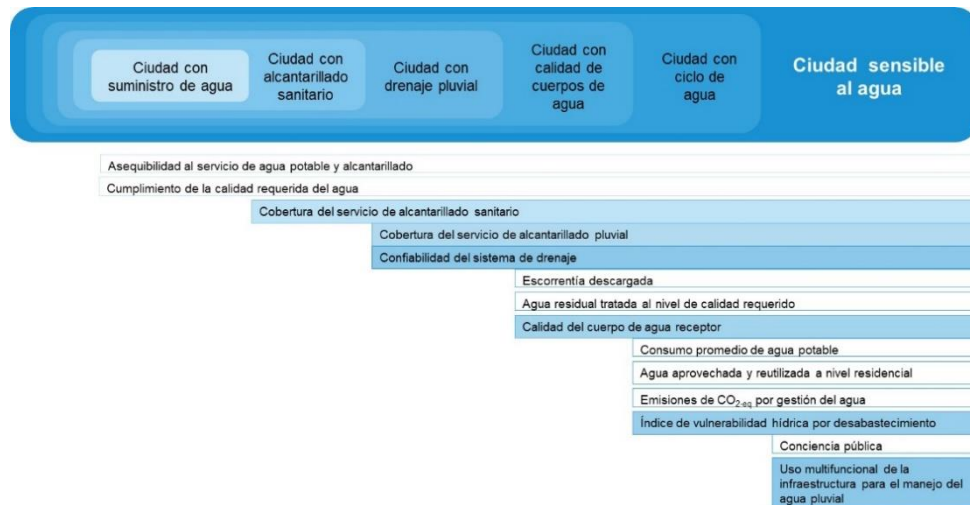 Ciudad con
suministro de agua
Ciudad con
alcantarillado
sanitario
Ciudad con
drenaje pluvial
Ciudad con
calidad de
cuerpos de
agua
Ciudad con
ciclo de
agua
Ciudad sensible
al agua
Asequibilidad al servicio de agua potable y alcantarillado
Cumplimiento de la calidad requerida del agua
Cobertura del servicio de alcantarillado sanitario
Cobertura del servicio de alcantarillado pluvial
Confiabilidad del sistema de drenaje
Escorrentía descargada
Agua residual tratada al nivel de calidad requerido
Calidad del cuerpo de agua receptor
Consumo promedio de agua potable
Agua aprovechada y reutilizada a nivel residencial
Emisiones de CO2-eq por gestión del agua
Índice de vulnerabilidad hídrica por desabastecimiento
Conciencia pública
Uso multifuncional de la
infraestructura para el manejo del
agua pluvial